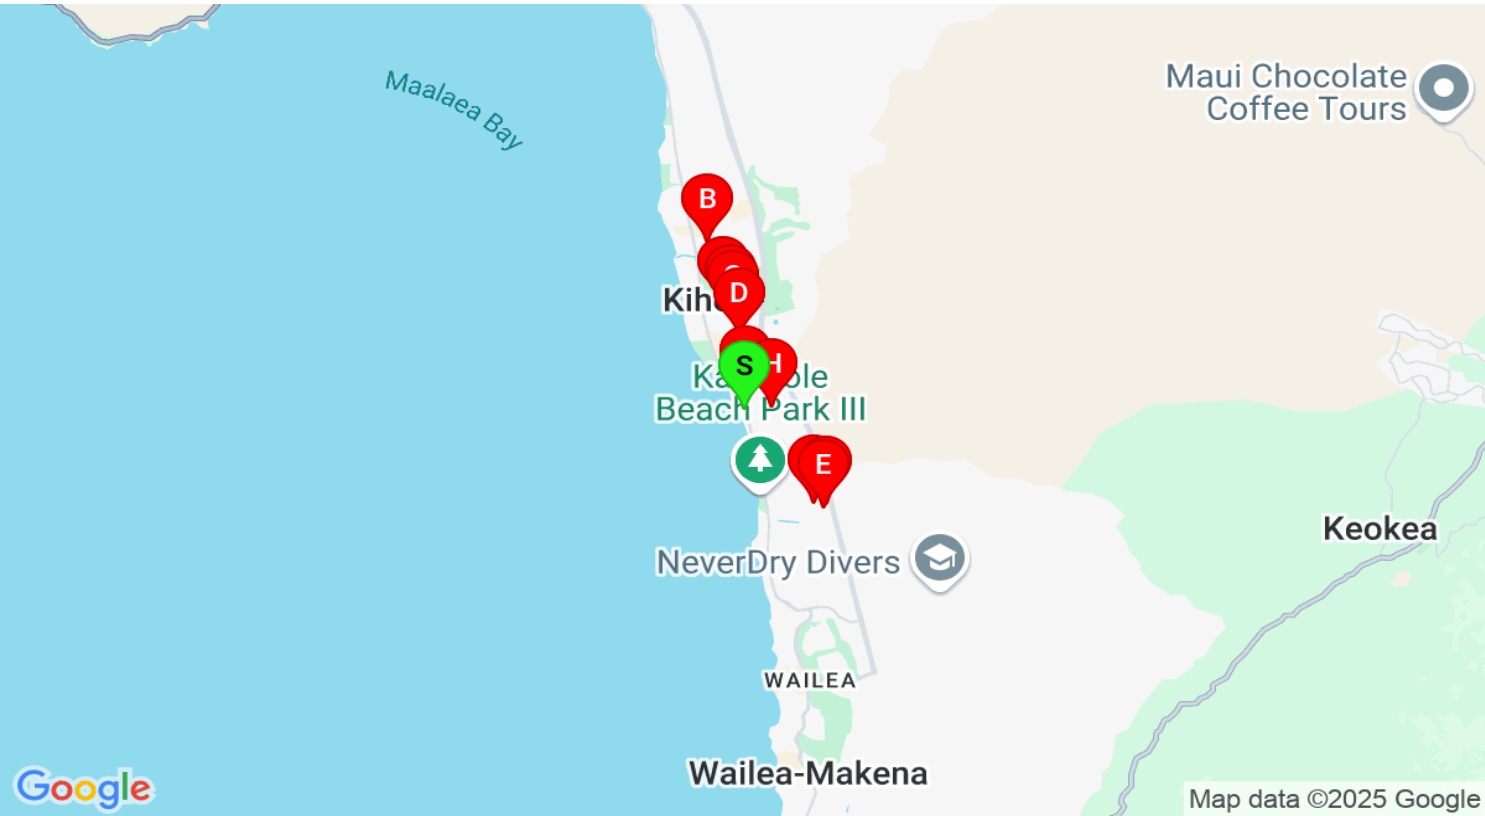 Maalaea Bay
Maui Chocolate
Coffee Tours
B
D
S
H
Beach Park III
E
Keokea
NeverDry Divers
WAILEA
Wailea-Makena
Google
Map data ©2025 Google